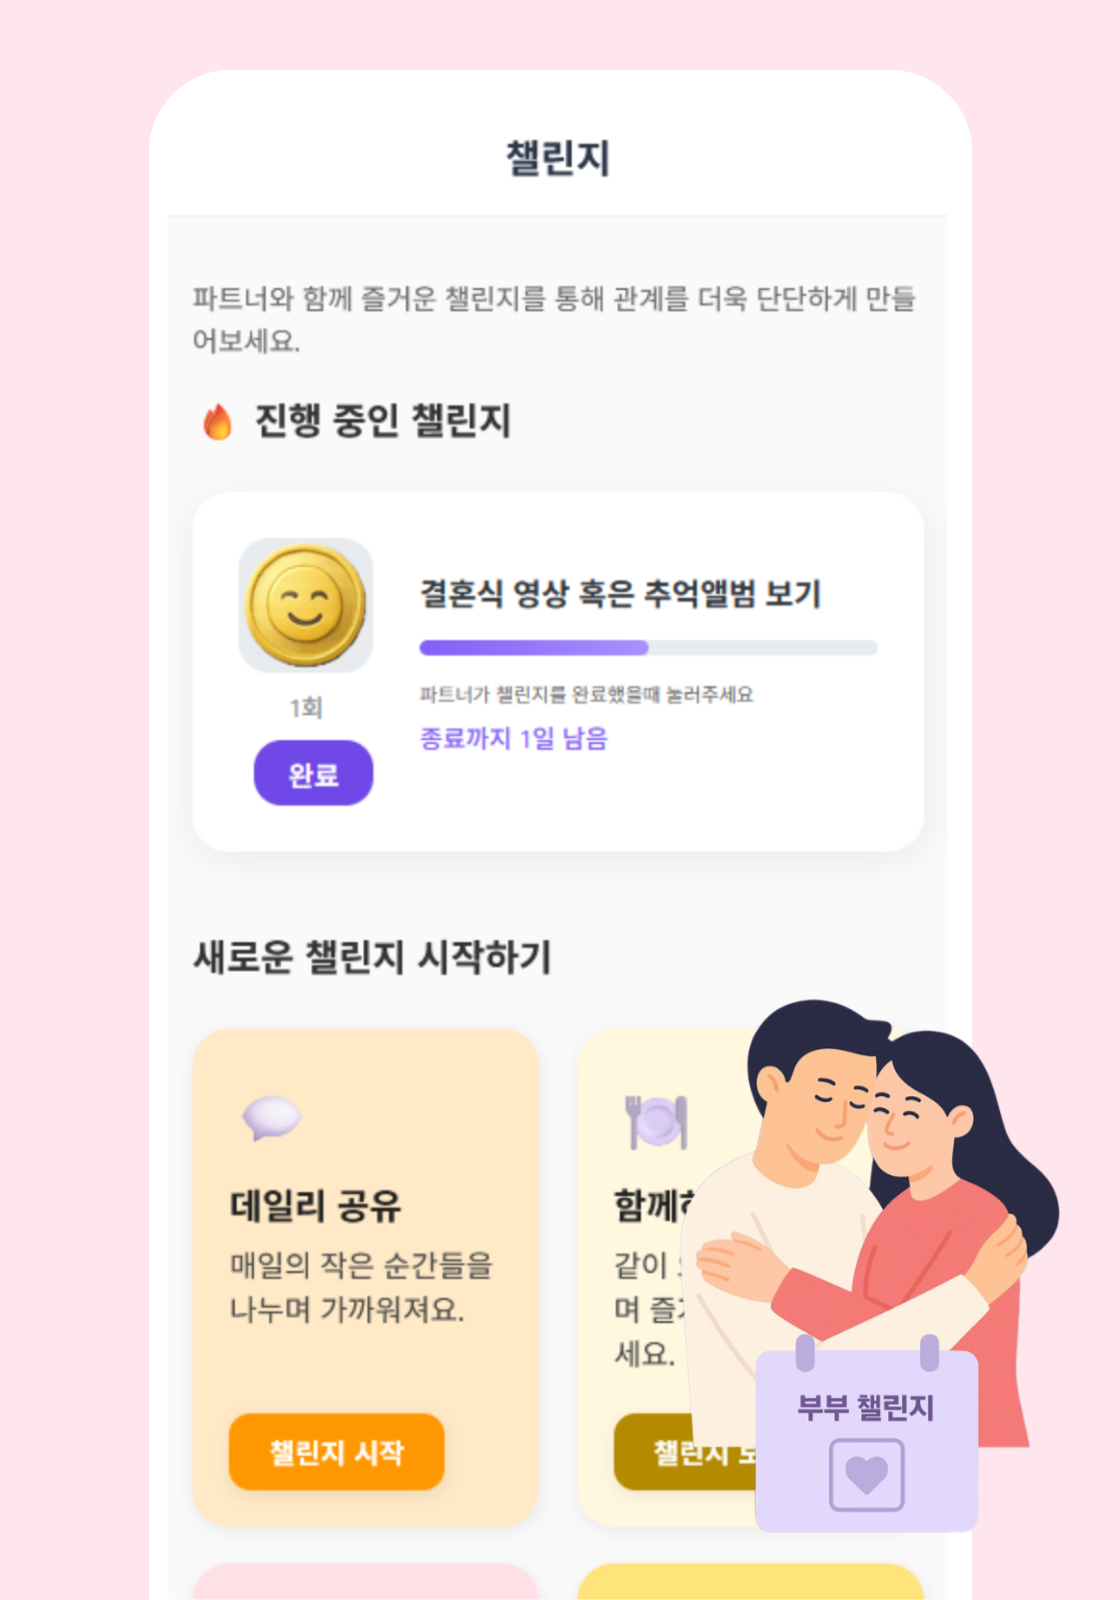 챌린지
파트너와 함께 즐거운 챌린지를 통해 관계를 더욱 단단하게 만들
어보세요.
진행 중인 챌린지
결혼식 영상 혹은 추억앨범 보기
파트너가 챌린지를 완료했을때 눌러주세요
종료까지 1일 남음
1회
완료
새로운 챌린지 시작하기
데일리 공유
매일의 작은 순간들을
나누며 가까워져요.
챌린지 시작
함께
같이
며
세요.
챌린지
부부 챌린지